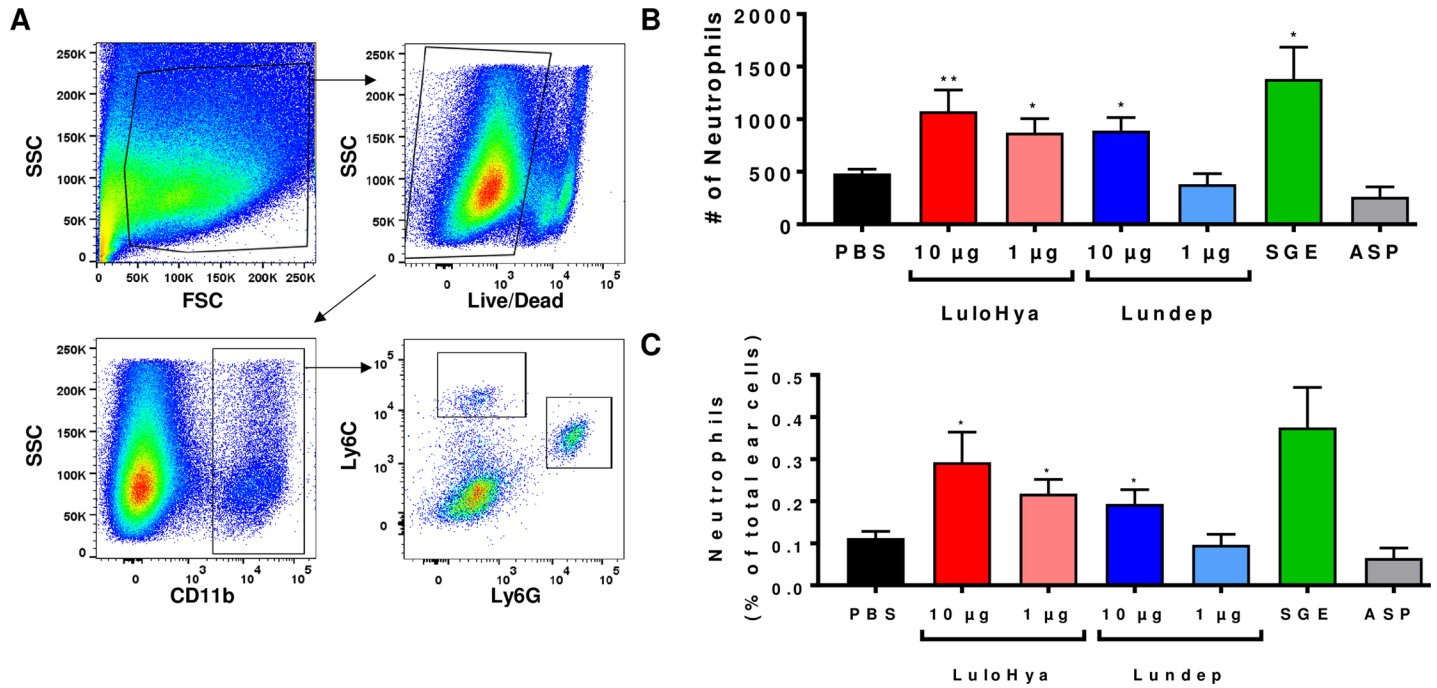 A
250K
200K
150K
100K
50K
0
SSC
0 50K 100K 150K 200K 250K
FSC
250K
200K
150K
100K
50K
0
SSC
0 10³ 10⁴ 10⁵
Live/Dead
250K
200K
150K
100K
50K
0
SSC
0 10³ 10⁴ 10⁵
CD11b
10⁵
10⁴
10³
0
Ly6C
0 10³ 10⁴ 10⁵
Ly6G
B
# of Neutrophils
2000
1500
1000
500
0
** * * *
PBS 10 µg 1 µg 10 µg 1 µg SGE ASP
LuloHya Lundep
C
Neutrophils
(% of total ear cells)
0.5
0.4
0.3
0.2
0.1
0.0
* * *
PBS 10 µg 1 µg 10 µg 1 µg SGE ASP
LuloHya Lundep